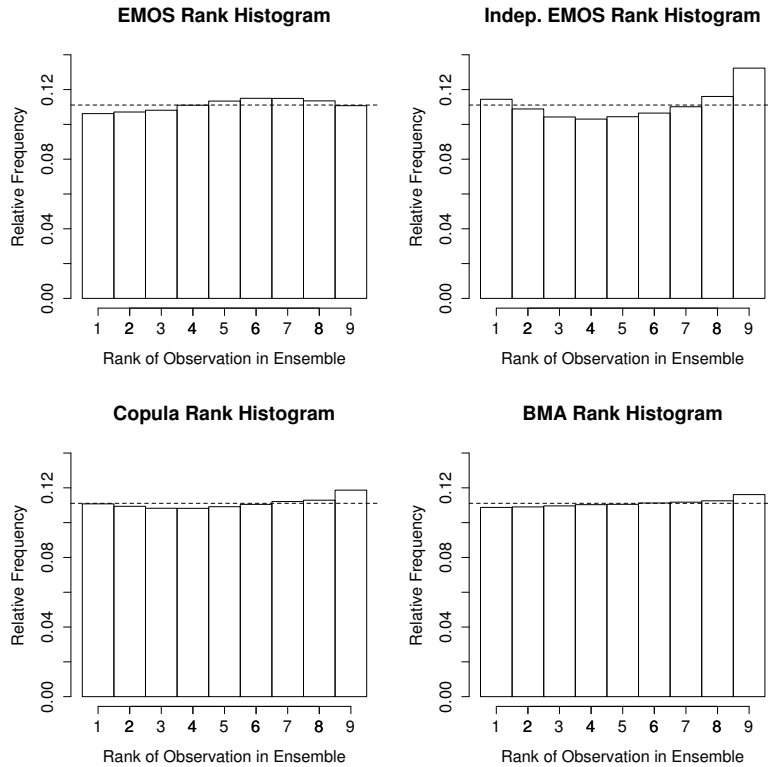 EMOS Rank Histogram
Relative Frequency
0.00 0.04 0.08 0.12
1 2 3 4 5 6 7 8 9
Rank of Observation in Ensemble
Indep. EMOS Rank Histogram
Relative Frequency
0.00 0.04 0.08 0.12
1 2 3 4 5 6 7 8 9
Rank of Observation in Ensemble
Copula Rank Histogram
Relative Frequency
0.00 0.04 0.08 0.12
1 2 3 4 5 6 7 8 9
Rank of Observation in Ensemble
BMA Rank Histogram
Relative Frequency
0.00 0.04 0.08 0.12
1 2 3 4 5 6 7 8 9
Rank of Observation in Ensemble